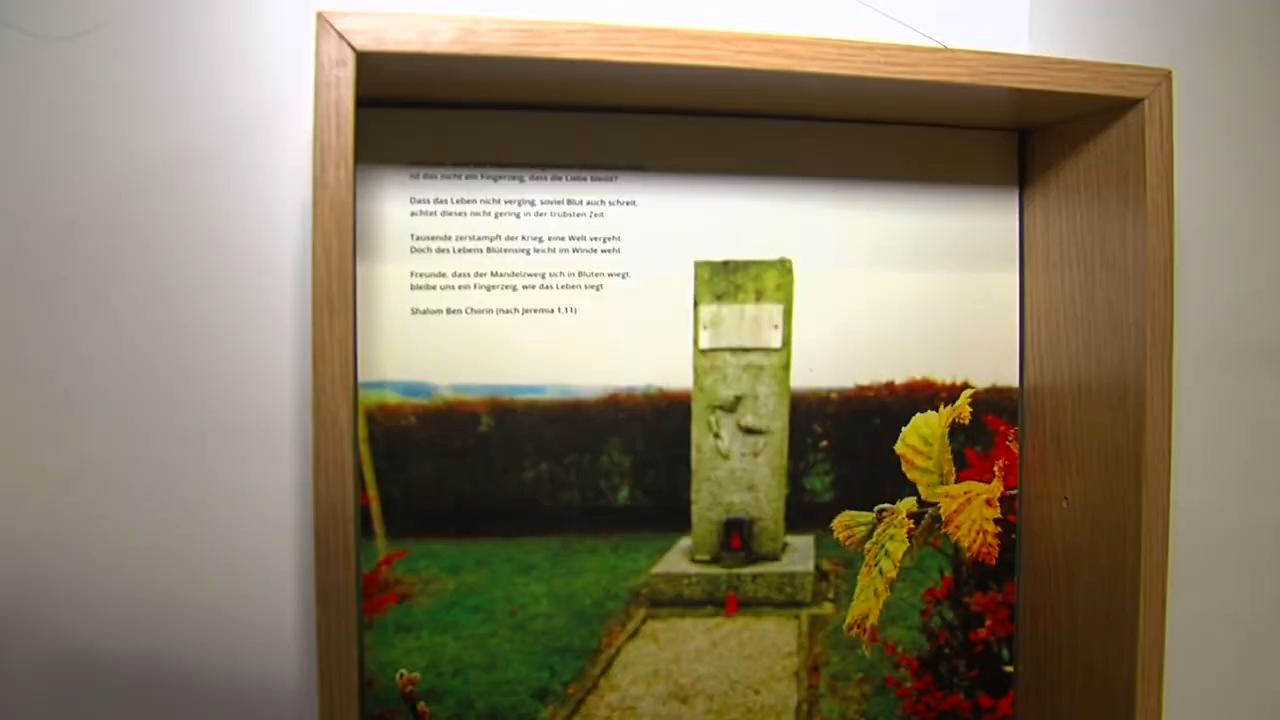 ist das nicht ein Fingerzeig, dass die Liebe bleibt?
Dass das Leben nicht verging, soviel Blut auch schreit,
achtet dieses nicht gering in der trübsten Zeit.
Tausende zerstampft der Krieg, eine Welt vergeht.
Doch des Lebens Blütensieg leicht im Winde weht.
Freunde, dass der Mandelzweig sich in Blüten wiegt,
bleibe uns ein Fingerzeig, wie das Leben siegt.
Shalom Ben Chorin (nach Jeremia 1,11)